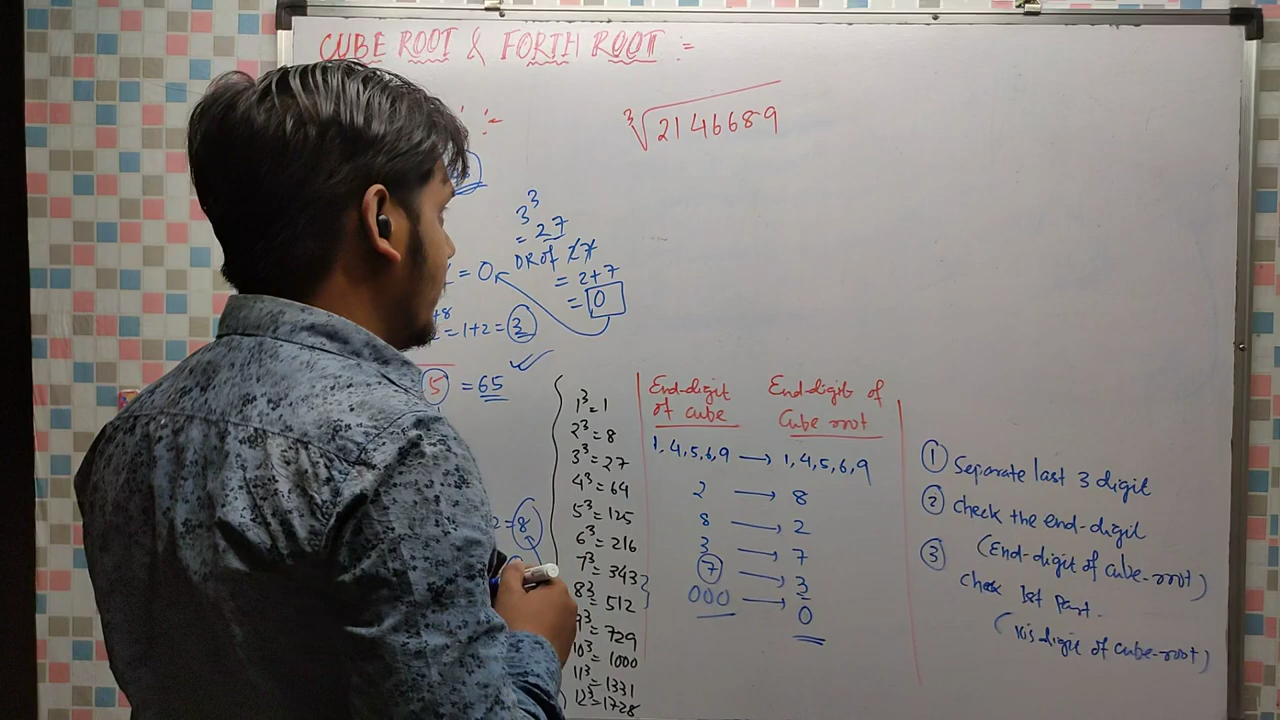 CUBE ROOT & FORTH ROOT :=
:-
∛2146689
3³
= 27
DR of 27
= 2+7
= 0
= 0
+8
= 1+2 = 3
5 = 65
2 = 8
1³ = 1
2³ = 8
3³ = 27
4³ = 64
5³ = 125
6³ = 216
7³ = 343
8³ = 512
9³ = 729
10³ = 1000
11³ = 1331
12³ = 1728
End-digit
of cube
End-digit of
Cube root
1, 4, 5, 6, 9 → 1, 4, 5, 6, 9
2 → 8
8 → 2
3 → 7
7 → 3
000 → 0
① Separate last 3 digit
② check the end-digit
(End-digit of cube-root)
③ check 1st part.
digit of cube-root)